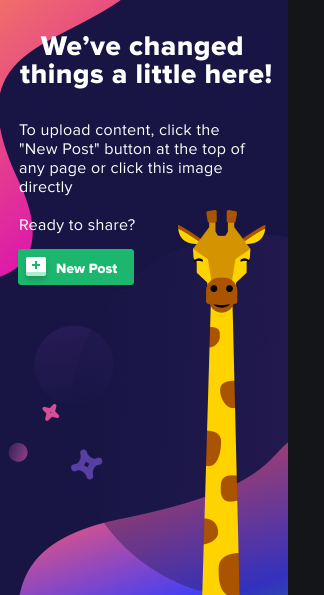 We’ve changed
things a little here!
To upload content, click the
"New Post" button at the top of
any page or click this image
directly
Ready to share?
New Post